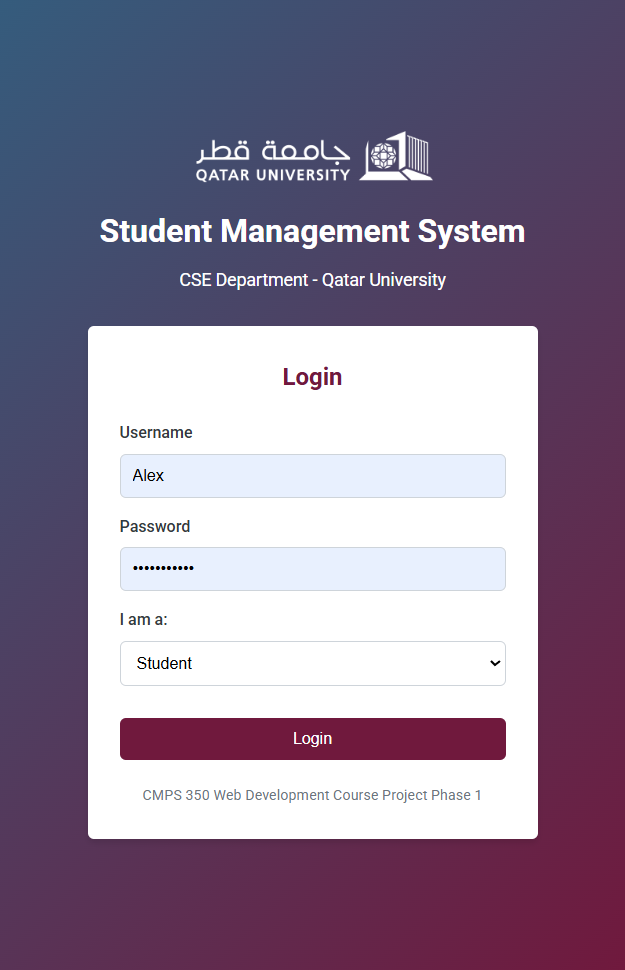 جامعة قطر
QATAR UNIVERSITY
Student Management System
CSE Department - Qatar University
Login
Username
Alex
Password
•••••••••••
I am a:
Student
Login
CMPS 350 Web Development Course Project Phase 1